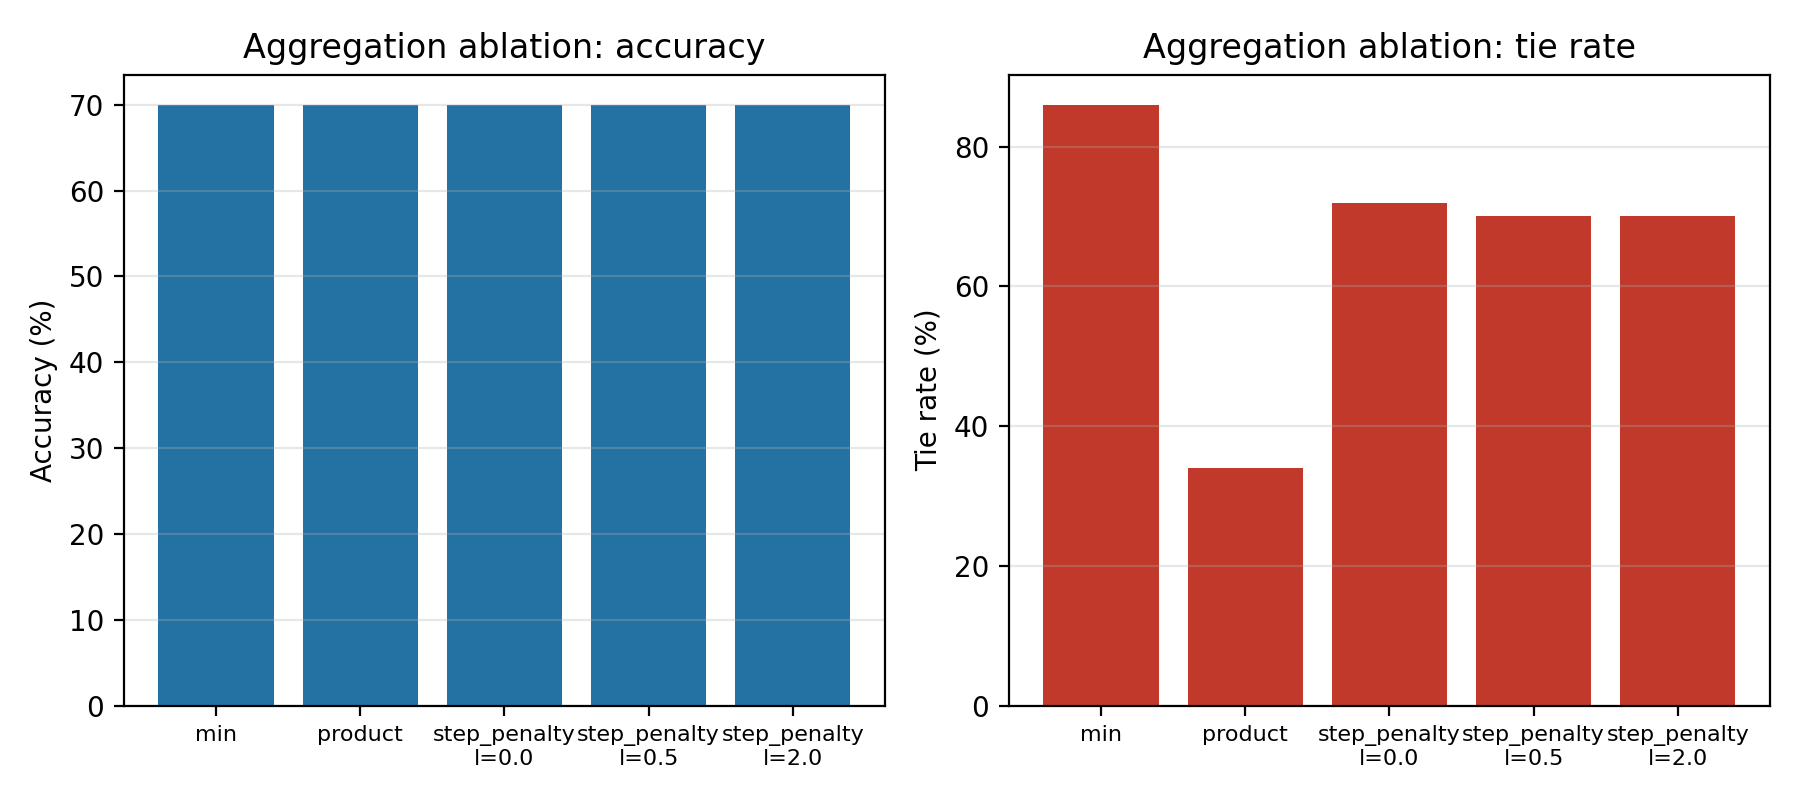 Aggregation ablation: accuracy
Accuracy (%)
70
60
50
40
30
20
10
0
min
product
step_penalty
l=0.0
step_penalty
l=0.5
step_penalty
l=2.0
Aggregation ablation: tie rate
Tie rate (%)
80
60
40
20
0
min
product
step_penalty
l=0.0
step_penalty
l=0.5
step_penalty
l=2.0